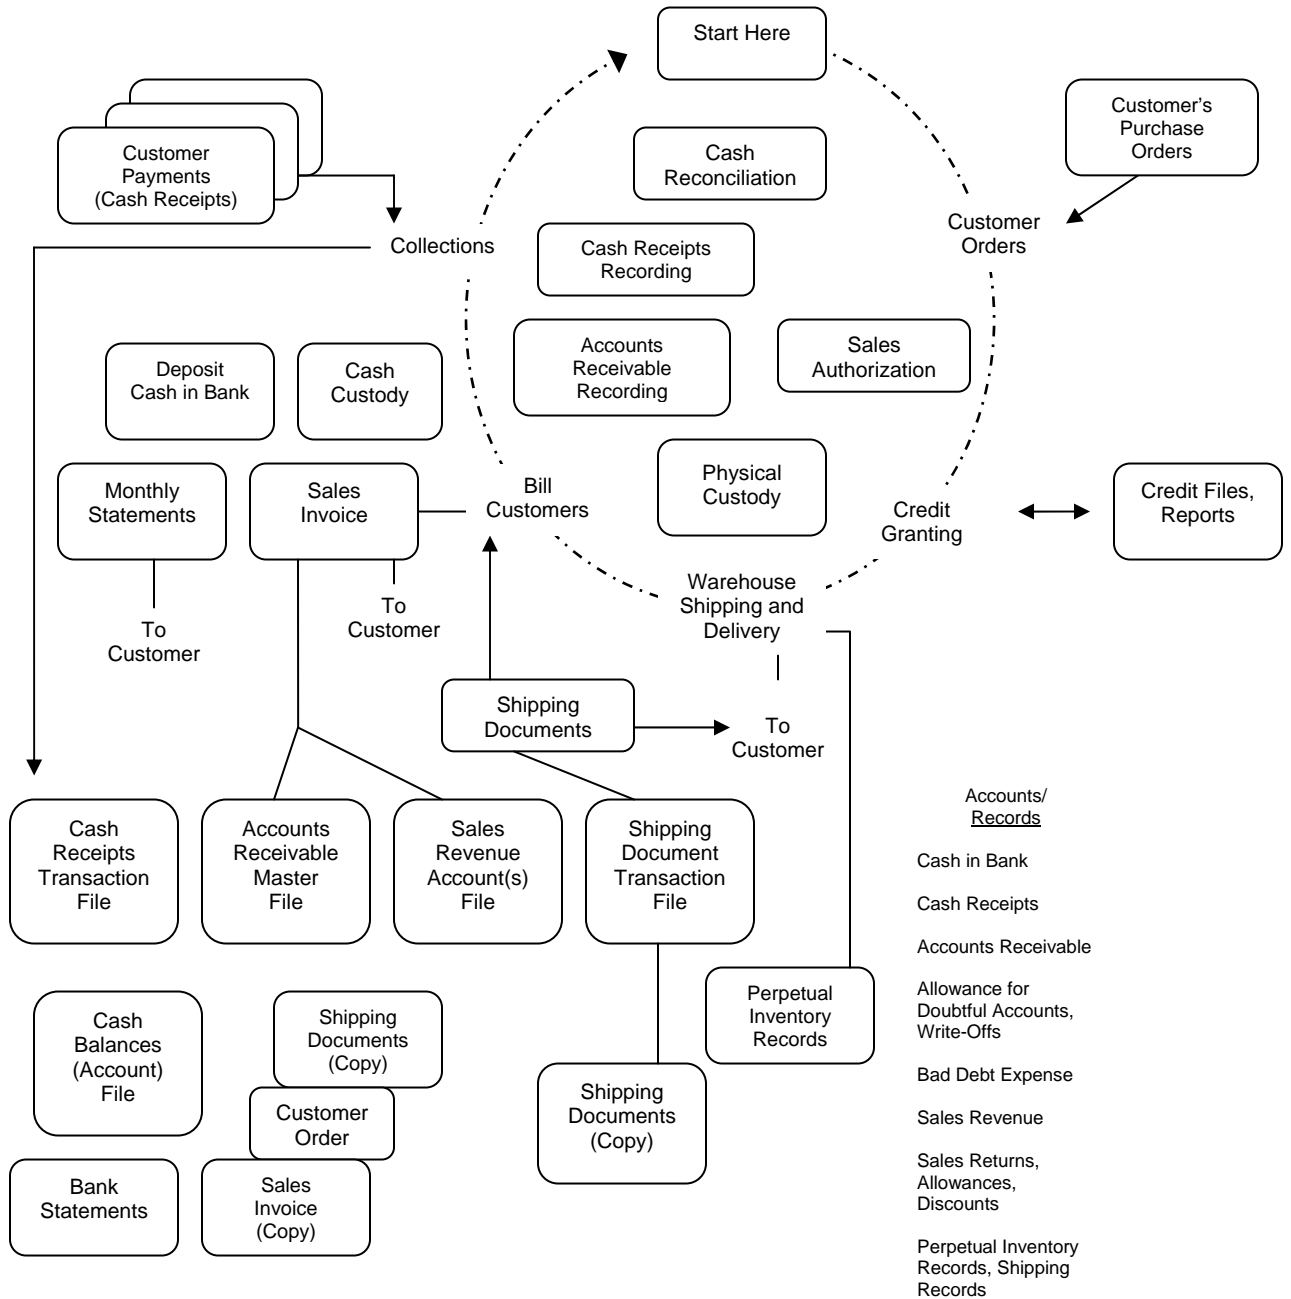 Start Here
Customer's
Purchase
Orders
Customer
Payments
(Cash Receipts)
Cash
Reconciliation
Customer
Orders
Collections
Cash Receipts
Recording
Accounts
Receivable
Recording
Sales
Authorization
Deposit
Cash in Bank
Cash
Custody
Physical
Custody
Monthly
Statements
Sales
Invoice
Bill
Customers
Credit
Granting
Credit Files,
Reports
Warehouse
Shipping and
Delivery
To
Customer
To
Customer
Shipping
Documents
To
Customer
Cash
Receipts
Transaction
File
Accounts
Receivable
Master
File
Sales
Revenue
Account(s)
File
Shipping
Document
Transaction
File
Perpetual
Inventory
Records
Cash
Balances
(Account)
File
Shipping
Documents
(Copy)
Customer
Order
Shipping
Documents
(Copy)
Bank
Statements
Sales
Invoice
(Copy)
Accounts/
Records
Cash in Bank
Cash Receipts
Accounts Receivable
Allowance for
Doubtful Accounts,
Write-Offs
Bad Debt Expense
Sales Revenue
Sales Returns,
Allowances,
Discounts
Perpetual Inventory
Records, Shipping
Records